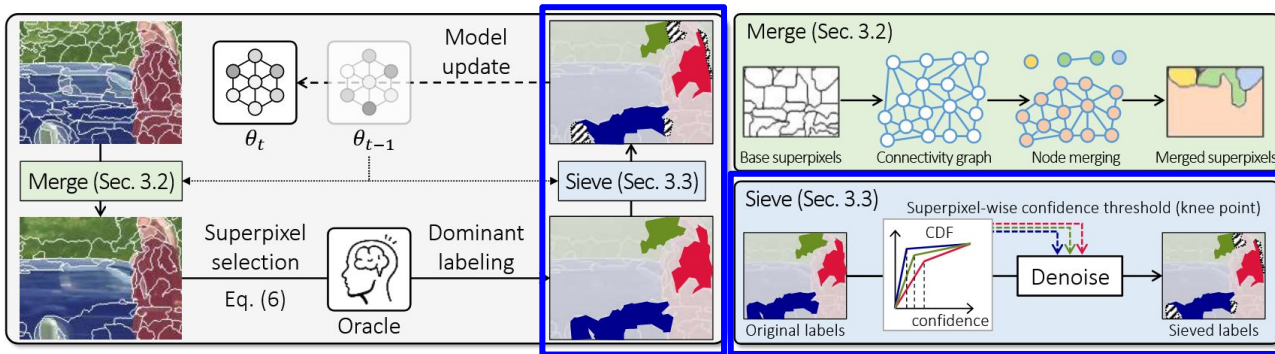 Model
update
θt
θt−1
Merge (Sec. 3.2)
Sieve (Sec. 3.3)
Superpixel
selection
Eq. (6)
Oracle
Dominant
labeling
Merge (Sec. 3.2)
Base superpixels
Connectivity graph
Node merging
Merged superpixels
Sieve (Sec. 3.3)
Superpixel-wise confidence threshold (knee point)
CDF
confidence
Denoise
Original labels
Sieved labels